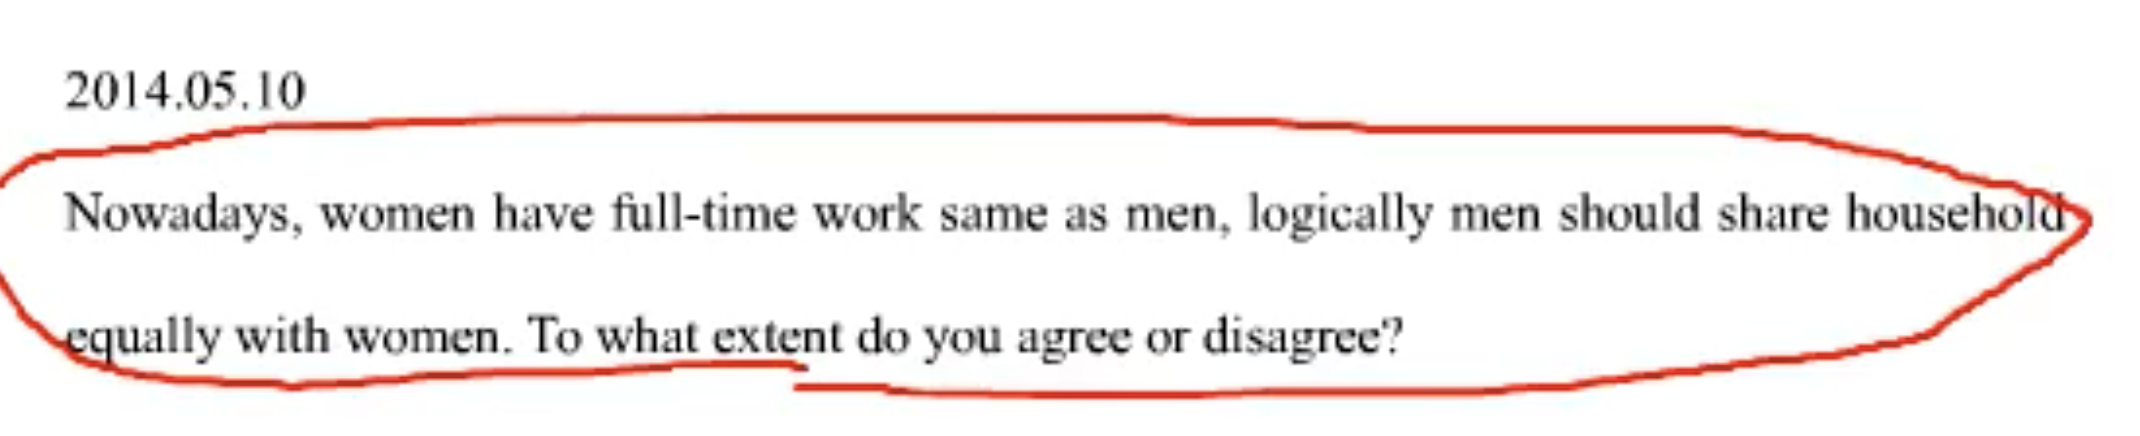 2014.05.10
Nowadays, women have full-time work same as men, logically men should share household
equally with women. To what extent do you agree or disagree?